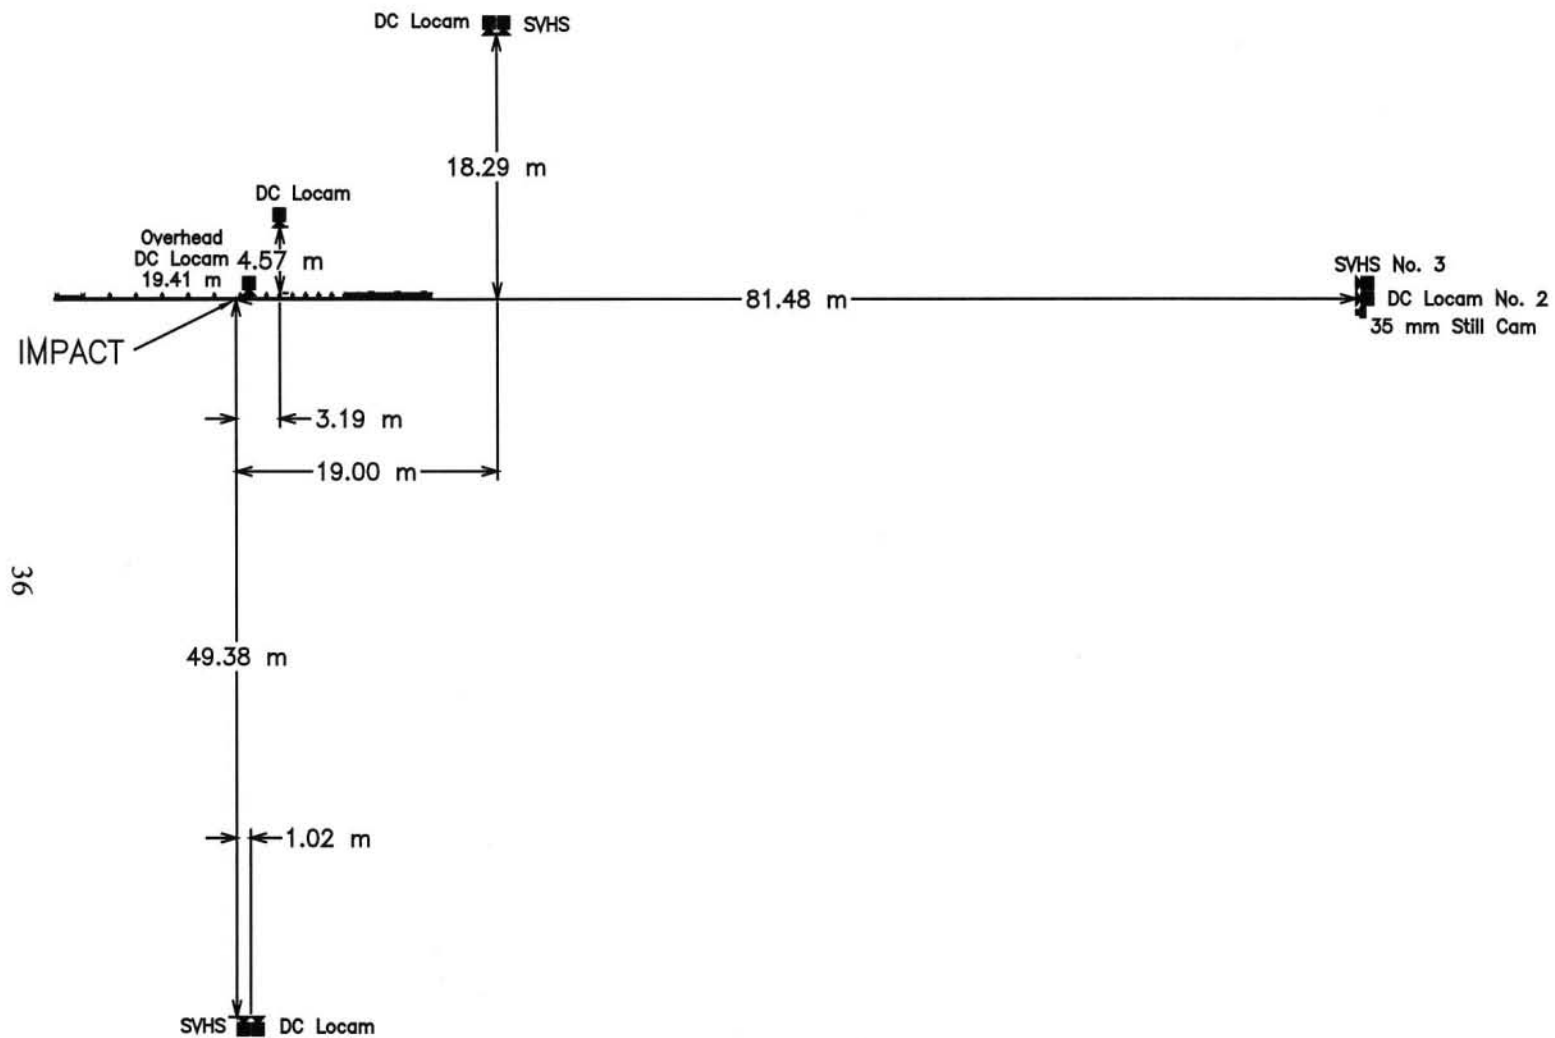 DC Locam SVHS
18.29 m
DC Locam
Overhead
DC Locam 4.57 m
19.41 m
SVHS No. 3
81.48 m
DC Locam No. 2
35 mm Still Cam
IMPACT
3.19 m
19.00 m
36
49.38 m
1.02 m
SVHS DC Locam